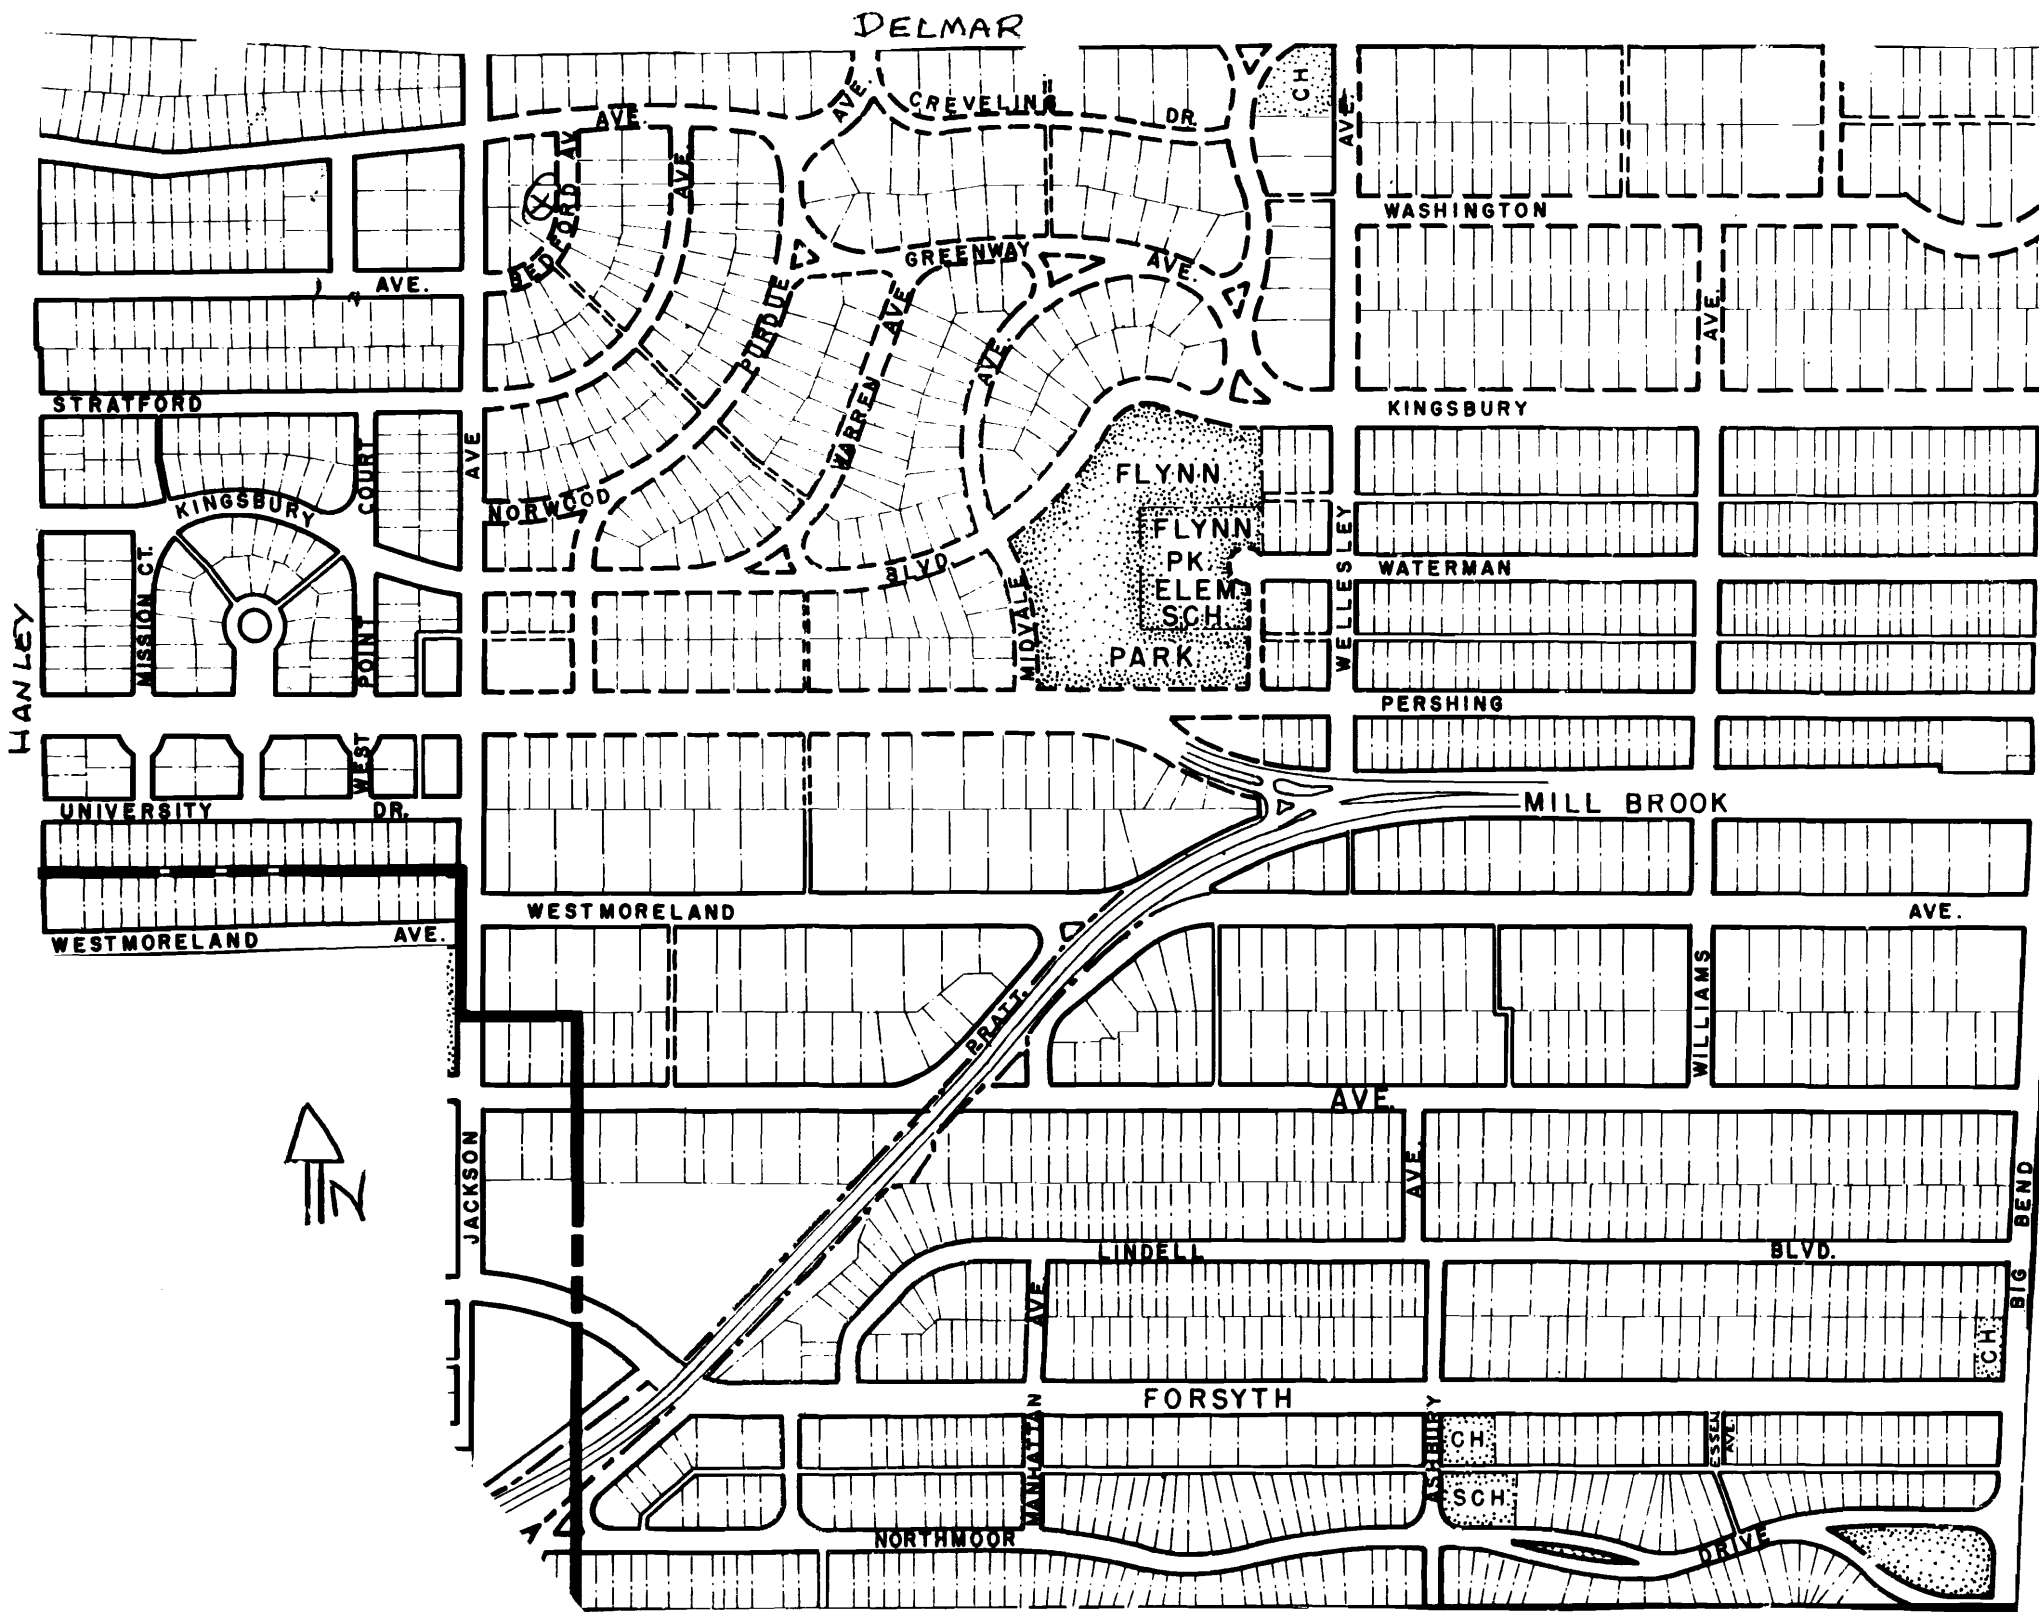 DELMAR
CH
CREVELING
AVE.
DR.
AVE.
AVE.
BEDFORD AV
AVE.
WASHINGTON
GREENWAY
AVE.
AVE.
PURDUE
WARREN AVE.
AVE.
AVE.
STRATFORD
KINGSBURY
COURT
AVE
FLYNN
KINGSBURY
NORWOOD
FLYNN
PK.
ELEM.
SCH.
PARK
WELLESLEY
WATERMAN
BLVD.
MISSION CT.
MIDVALE
HANLEY
POINT
WEST
PERSHING
UNIVERSITY
DR.
MILL BROOK
WESTMORELAND
AVE.
WESTMORELAND
AVE.
WILLIAMS
P.R.A.T.T.
AVE.
N
JACKSON
AVE.
BIG BEND
LINDELL
BLVD.
AVE.
CH
FORSYTH
MANHATTAN
ASHBURY
CH
ESSEX AVE.
SCH.
NORTHMOOR
DRIVE